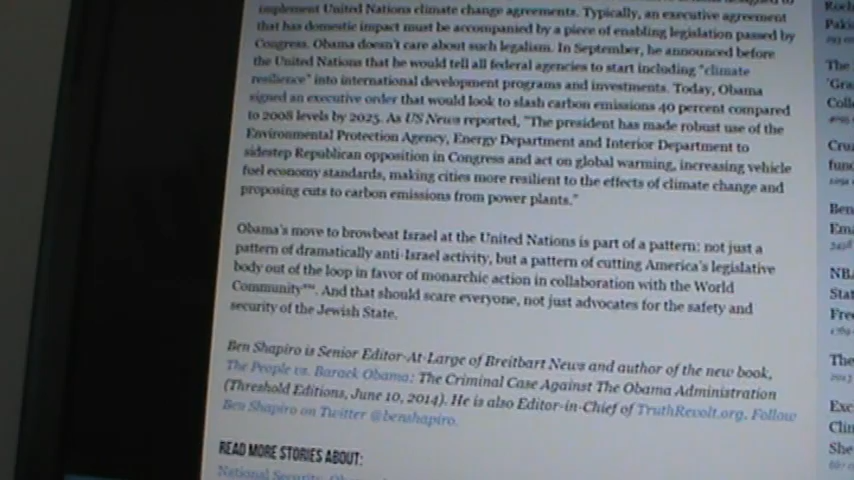 implement United Nations climate change agreements. Typically, an executive agreement
that has domestic impact must be accompanied by a piece of enabling legislation passed by
Congress. Obama doesn't care about such legalism. In September, he announced before
the United Nations that he would tell all federal agencies to start including "climate
resilience" into international development programs and investments. Today, Obama
signed an executive order that would look to slash carbon emissions 40 percent compared
to 2008 levels by 2025. As US News reported, "The president has made robust use of the
Environmental Protection Agency, Energy Department and Interior Department to
sidestep Republican opposition in Congress and act on global warming, increasing vehicle
fuel economy standards, making cities more resilient to the effects of climate change and
proposing cuts to carbon emissions from power plants."
Obama's move to browbeat Israel at the United Nations is part of a pattern: not just a
pattern of dramatically anti-Israel activity, but a pattern of cutting America's legislative
body out of the loop in favor of monarchic action in collaboration with the World
Community™. And that should scare everyone, not just advocates for the safety and
security of the Jewish State.
Ben Shapiro is Senior Editor-At-Large of Breitbart News and author of the new book,
The People vs. Barack Obama: The Criminal Case Against The Obama Administration
(Threshold Editions, June 10, 2014). He is also Editor-in-Chief of TruthRevolt.org. Follow
Ben Shapiro on Twitter @benshapiro.
READ MORE STORIES ABOUT:
National Security,
The
Ben
NBA
The